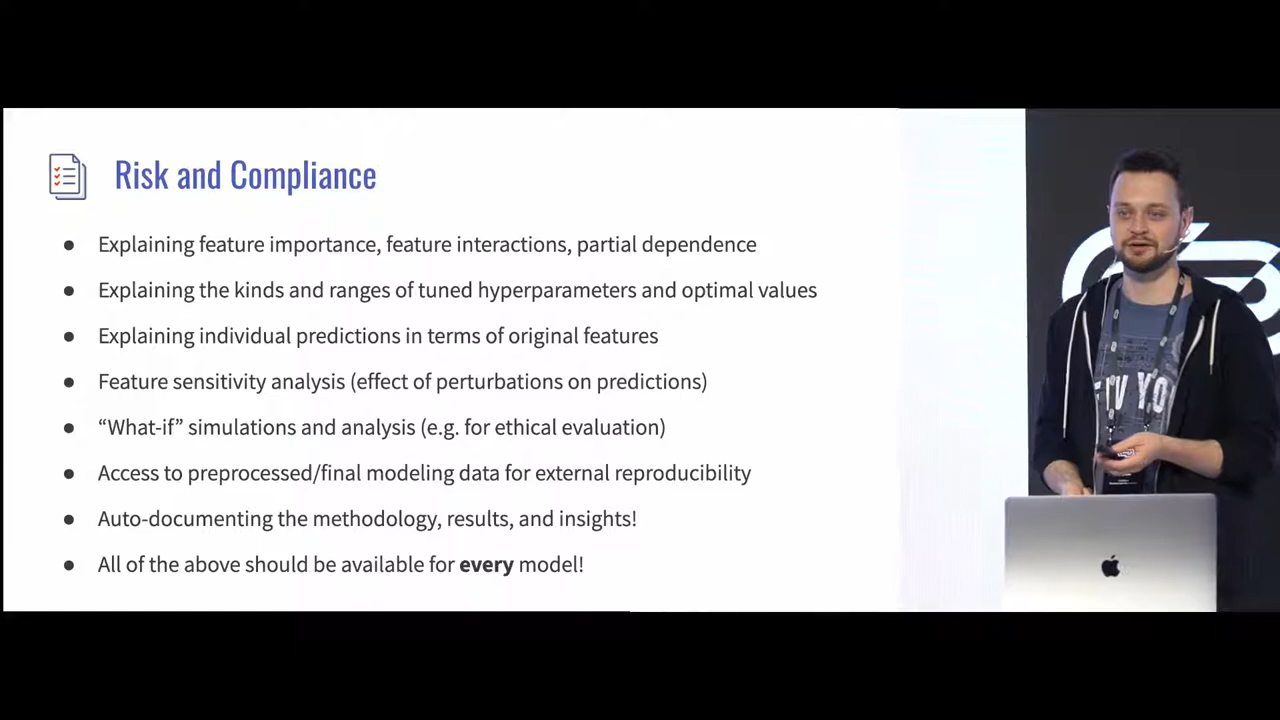 Risk and Compliance
● Explaining feature importance, feature interactions, partial dependence
● Explaining the kinds and ranges of tuned hyperparameters and optimal values
● Explaining individual predictions in terms of original features
● Feature sensitivity analysis (effect of perturbations on predictions)
● “What-if” simulations and analysis (e.g. for ethical evaluation)
● Access to preprocessed/final modeling data for external reproducibility
● Auto-documenting the methodology, results, and insights!
● All of the above should be available for every model!